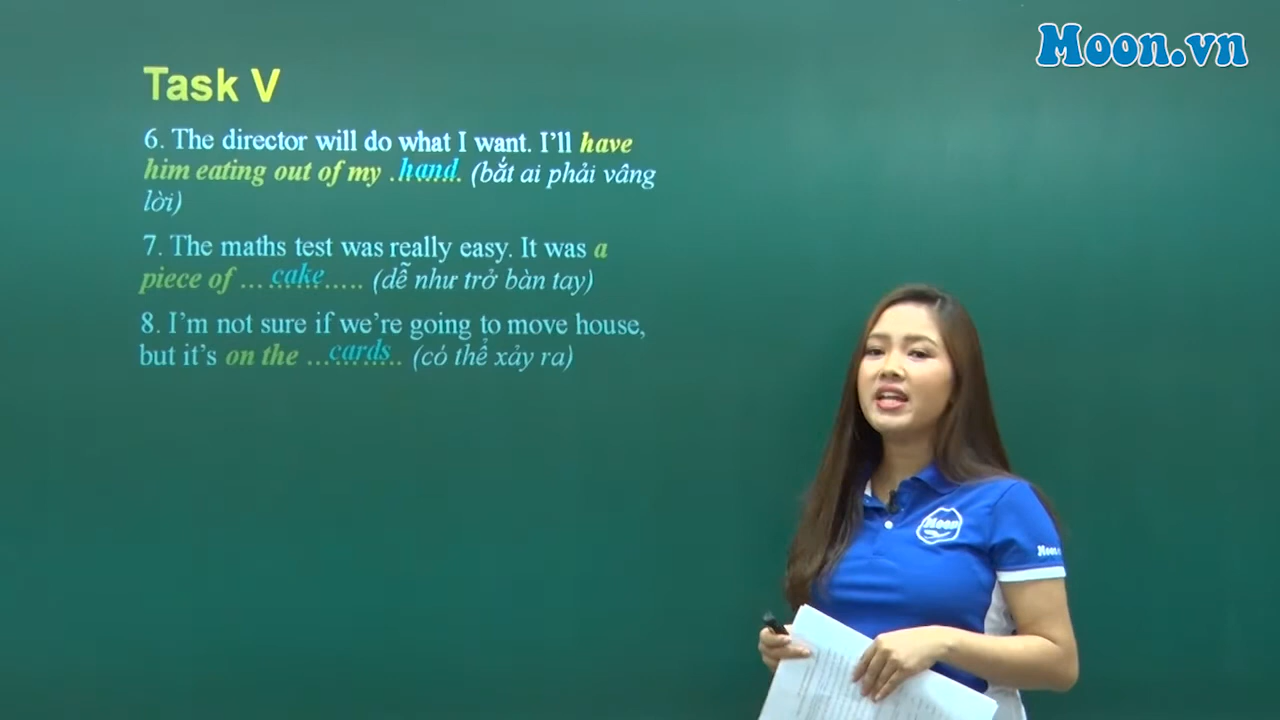 Moon.vn
Task V
6. The director will do what I want. I'll have
him eating out of my .hand. (bắt ai phải vâng
lời)
7. The maths test was really easy. It was a
piece of ... cake ..... (dễ như trở bàn tay)
8. I'm not sure if we're going to move house,
but it's on the ...cards.. (có thể xảy ra)
Moon